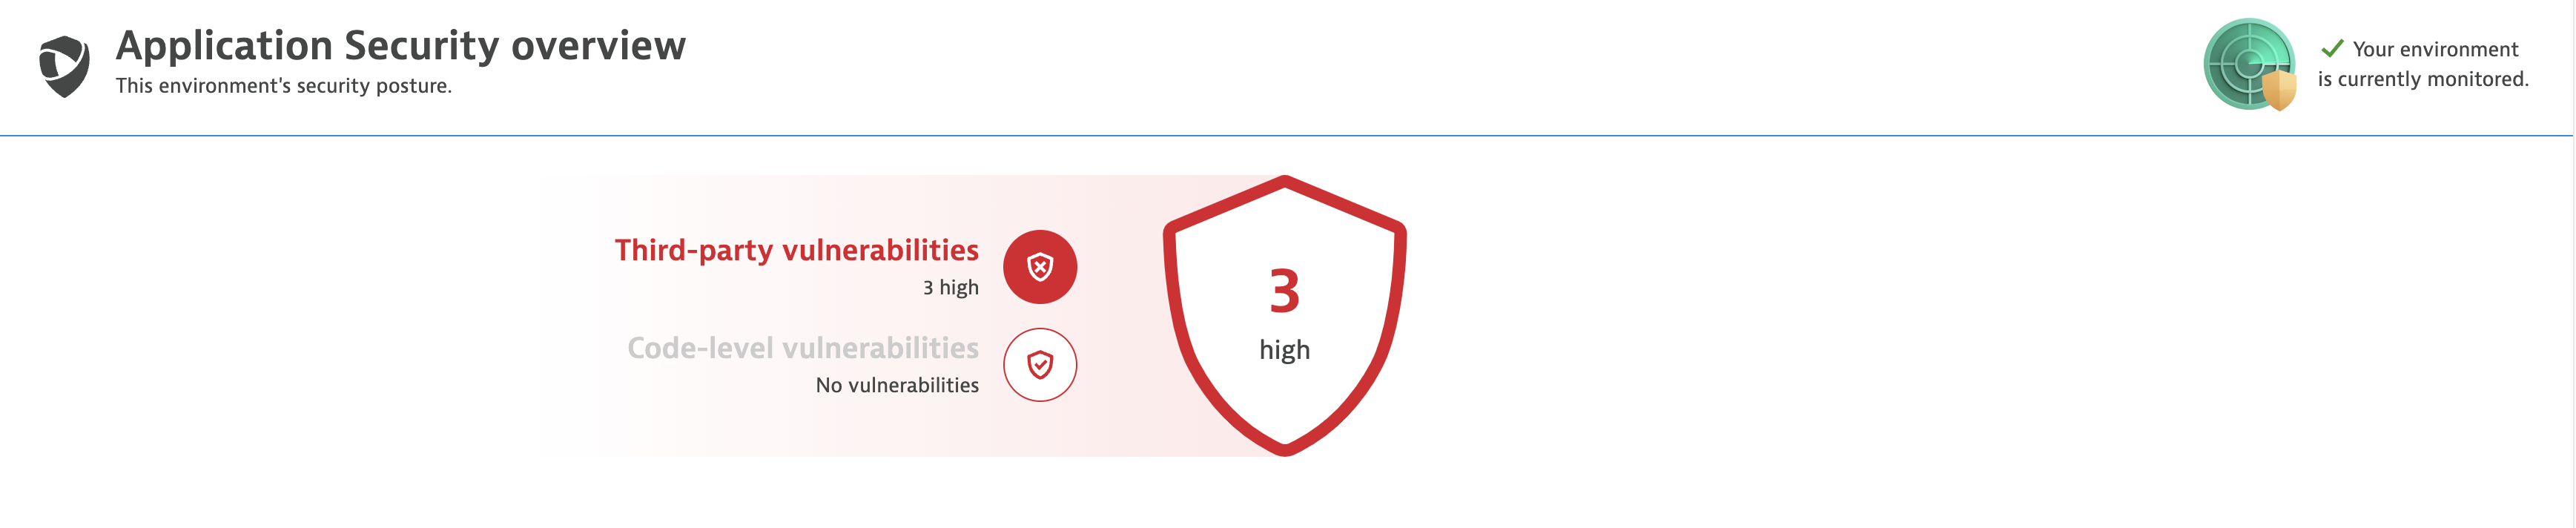 Application Security overview
This environment's security posture.
Your environment
is currently monitored.
Third-party vulnerabilities
3 high
Code-level vulnerabilities
No vulnerabilities
3
high